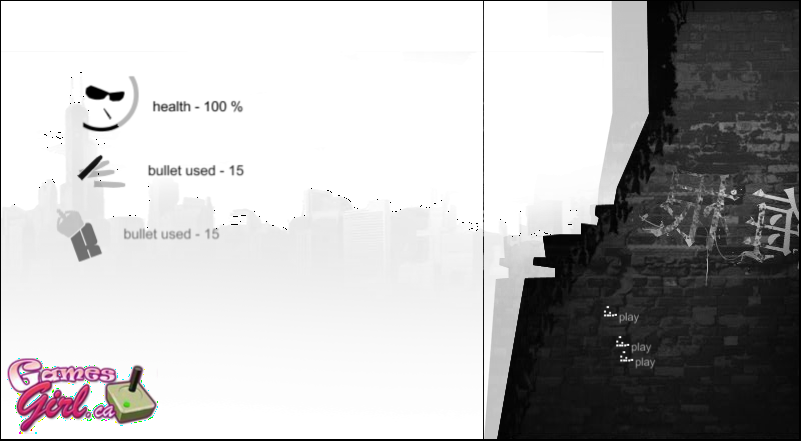 health - 100 %
bullet used - 15
bullet used - 15
play
play
play
Games
Girl.ca